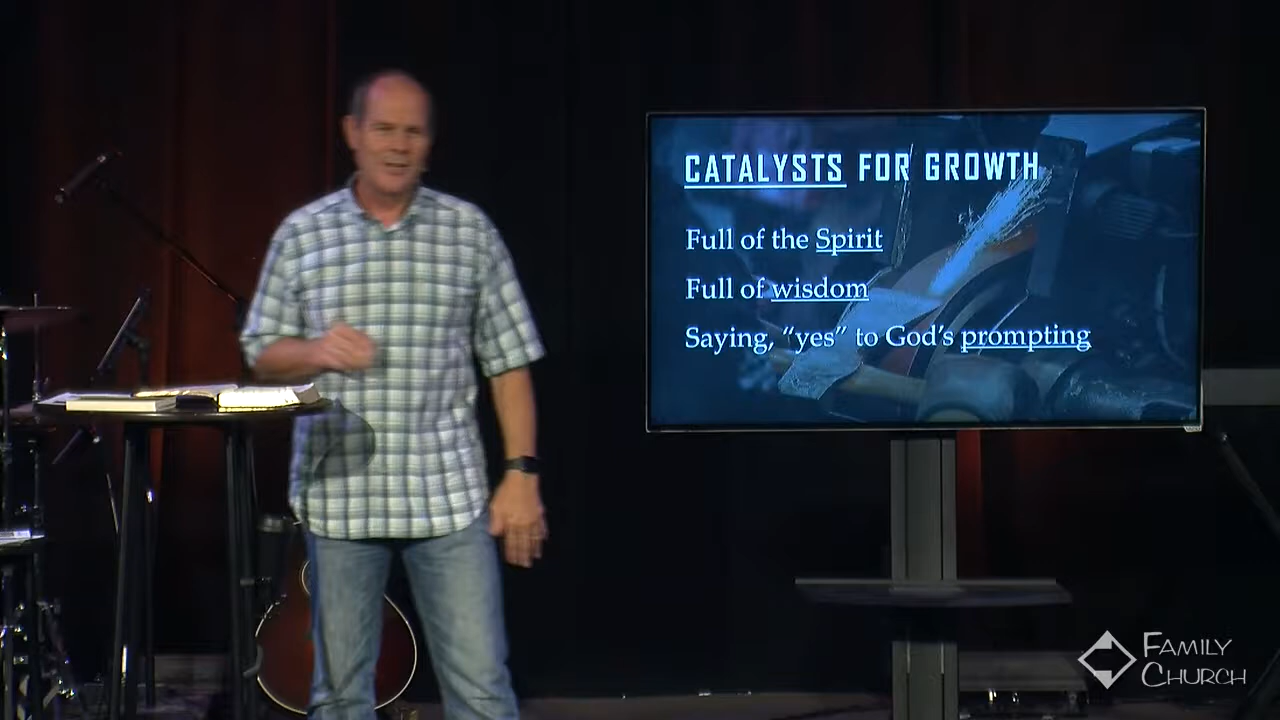 CATALYSTS FOR GROWTH
Full of the Spirit
Full of wisdom
Saying, “yes” to God’s prompting
FAMILY
CHURCH